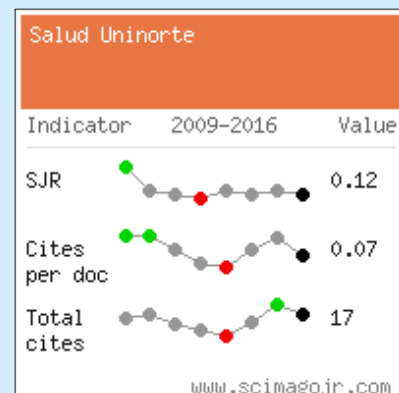 Salud Uninorte
Indicator 2009-2016 Value
SJR 0.12
Cites per doc 0.07
Total cites 17
www.scimagojr.com